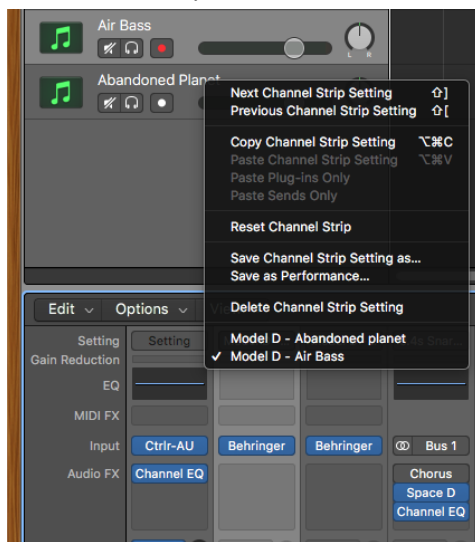 Air Bass
L R
Abandoned Planet
Next Channel Strip Setting ⇧]
Previous Channel Strip Setting ⇧[
Copy Channel Strip Setting ⌥⌘C
Paste Channel Strip Setting ⌥⌘V
Paste Plug-ins Only
Paste Sends Only
Reset Channel Strip
Save Channel Strip Setting as...
Save as Performance...
Delete Channel Strip Setting
Model D - Abandoned planet
✓ Model D - Air Bass
Edit Options
Setting Setting
Gain Reduction
EQ
MIDI FX
Input Ctrlr-AU Behringer Behringer Bus 1
Audio FX Channel EQ Chorus
Space D
Channel EQ